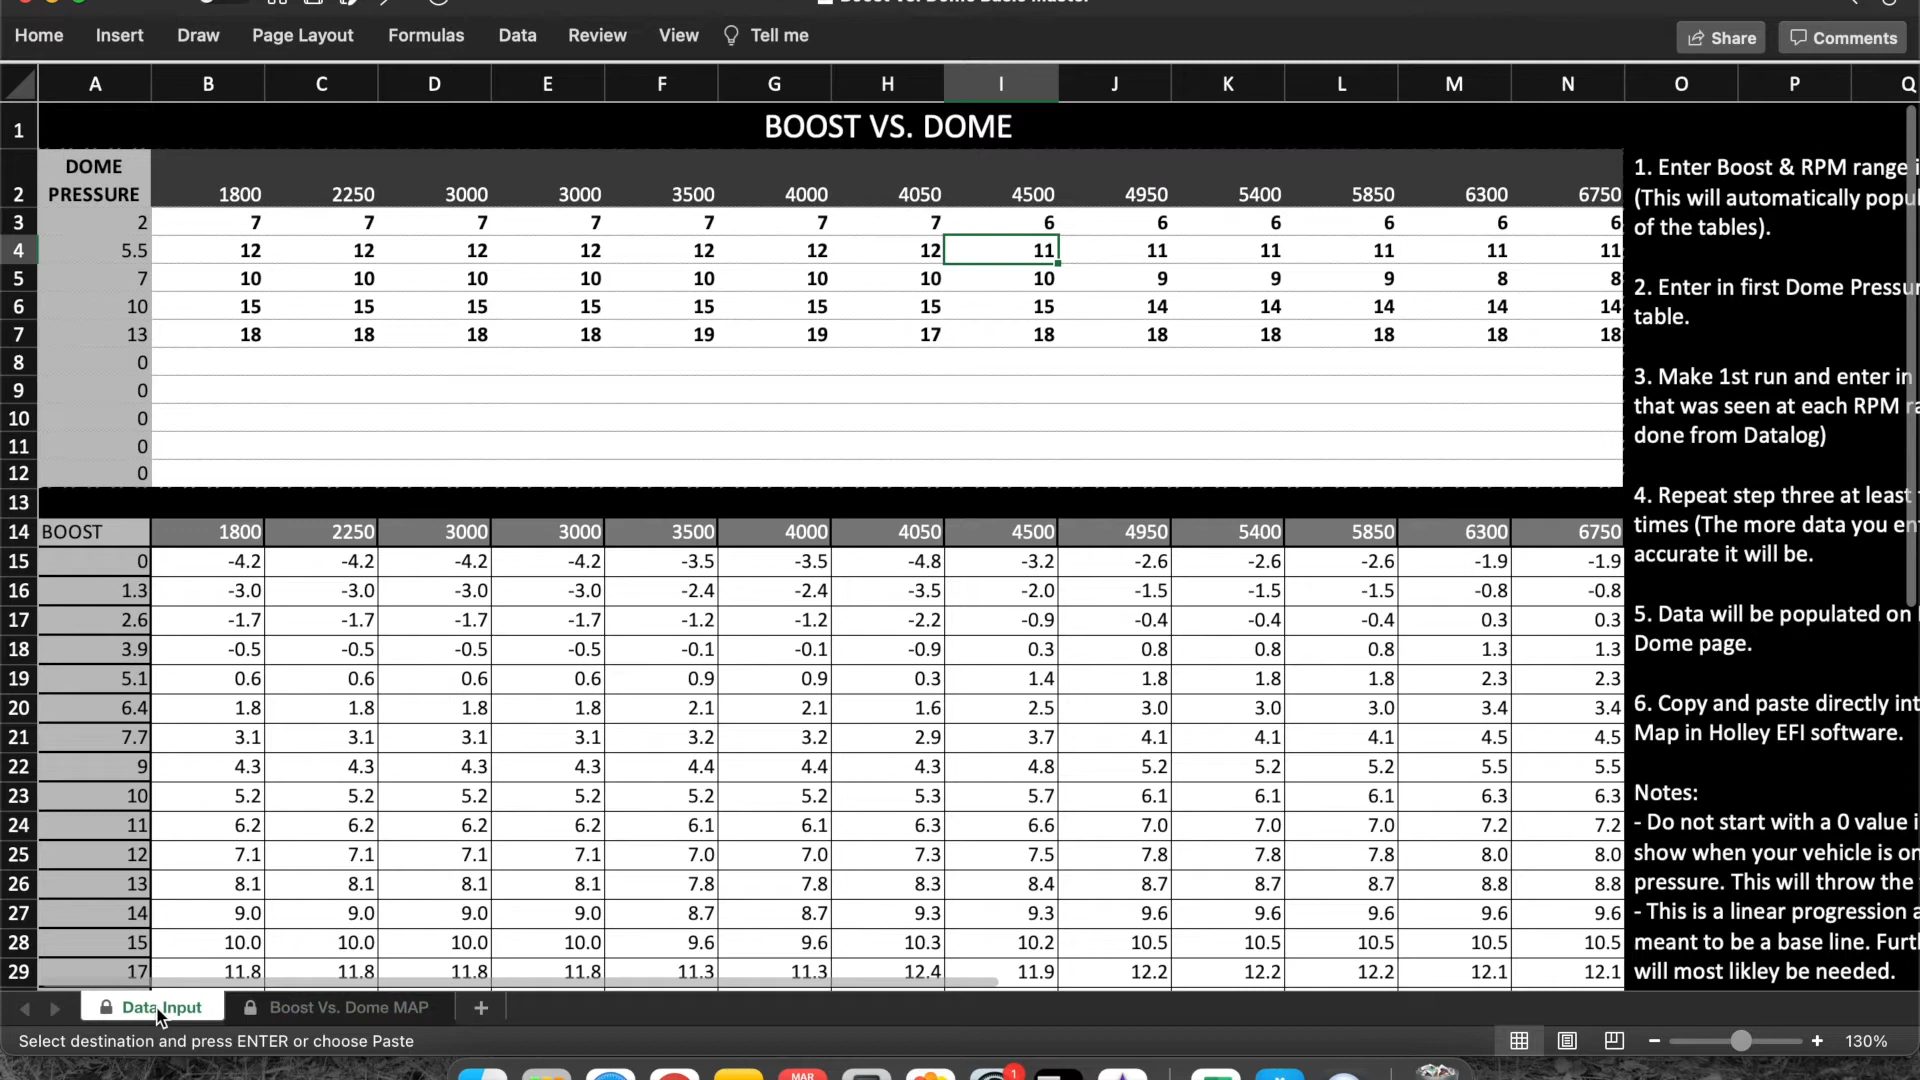 Home Insert Draw Page Layout Formulas Data Review View Tell me Share Comments
A B C D E F G H I J K L M N O P Q
1 BOOST VS. DOME
DOME
2 PRESSURE 1800 2250 3000 3000 3500 4000 4050 4500 4950 5400 5850 6300 6750
3 2 7 7 7 7 7 7 7 6 6 6 6 6 6
4 5.5 12 12 12 12 12 12 12 11 11 11 11 11 11
5 7 10 10 10 10 10 10 10 10 9 9 9 8 8
6 10 15 15 15 15 15 15 15 15 14 14 14 14 14
7 13 18 18 18 18 19 19 17 18 18 18 18 18 18
8 0
9 0
10 0
11 0
12 0
13
14 BOOST 1800 2250 3000 3000 3500 4000 4050 4500 4950 5400 5850 6300 6750
15 0 -4.2 -4.2 -4.2 -4.2 -3.5 -3.5 -4.8 -3.2 -2.6 -2.6 -2.6 -1.9 -1.9
16 1.3 -3.0 -3.0 -3.0 -3.0 -2.4 -2.4 -3.5 -2.0 -1.5 -1.5 -1.5 -0.8 -0.8
17 2.6 -1.7 -1.7 -1.7 -1.7 -1.2 -1.2 -2.2 -0.9 -0.4 -0.4 -0.4 0.3 0.3
18 3.9 -0.5 -0.5 -0.5 -0.5 -0.1 -0.1 -0.9 0.3 0.8 0.8 0.8 1.3 1.3
19 5.1 0.6 0.6 0.6 0.6 0.9 0.9 0.3 1.4 1.8 1.8 1.8 2.3 2.3
20 6.4 1.8 1.8 1.8 1.8 2.1 2.1 1.6 2.5 3.0 3.0 3.0 3.4 3.4
21 7.7 3.1 3.1 3.1 3.1 3.2 3.2 2.9 3.7 4.1 4.1 4.1 4.5 4.5
22 9 4.3 4.3 4.3 4.3 4.4 4.4 4.3 4.8 5.2 5.2 5.2 5.5 5.5
23 10 5.2 5.2 5.2 5.2 5.2 5.2 5.3 5.7 6.1 6.1 6.1 6.3 6.3
24 11 6.2 6.2 6.2 6.2 6.1 6.1 6.3 6.6 7.0 7.0 7.0 7.2 7.2
25 12 7.1 7.1 7.1 7.1 7.0 7.0 7.3 7.5 7.8 7.8 7.8 8.0 8.0
26 13 8.1 8.1 8.1 8.1 7.8 7.8 8.3 8.4 8.7 8.7 8.7 8.8 8.8
27 14 9.0 9.0 9.0 9.0 8.7 8.7 9.3 9.3 9.6 9.6 9.6 9.6 9.6
28 15 10.0 10.0 10.0 10.0 9.6 9.6 10.3 10.2 10.5 10.5 10.5 10.5 10.5
29 17 11.8 11.8 11.8 11.8 11.3 11.3 12.4 11.9 12.2 12.2 12.2 12.1 12.1
1. Enter Boost & RPM range
(This will automatically
of the tables).
2. Enter in first Dome
table.
3. Make 1st run and enter in
that was seen at each RPM
done from Datalog)
4. Repeat step three at least
times (The more data you
accurate it will be.
5. Data will be populated on
Dome page.
6. Copy and paste directly
Map in Holley EFI software.
Notes:
- Do not start with a 0 value
show when your vehicle is
pressure. This will throw the
- This is a linear progression
meant to be a base line.
will most likley be needed.
Data Input Boost Vs. Dome MAP +
Select destination and press ENTER or choose Paste 130%
MAR 1